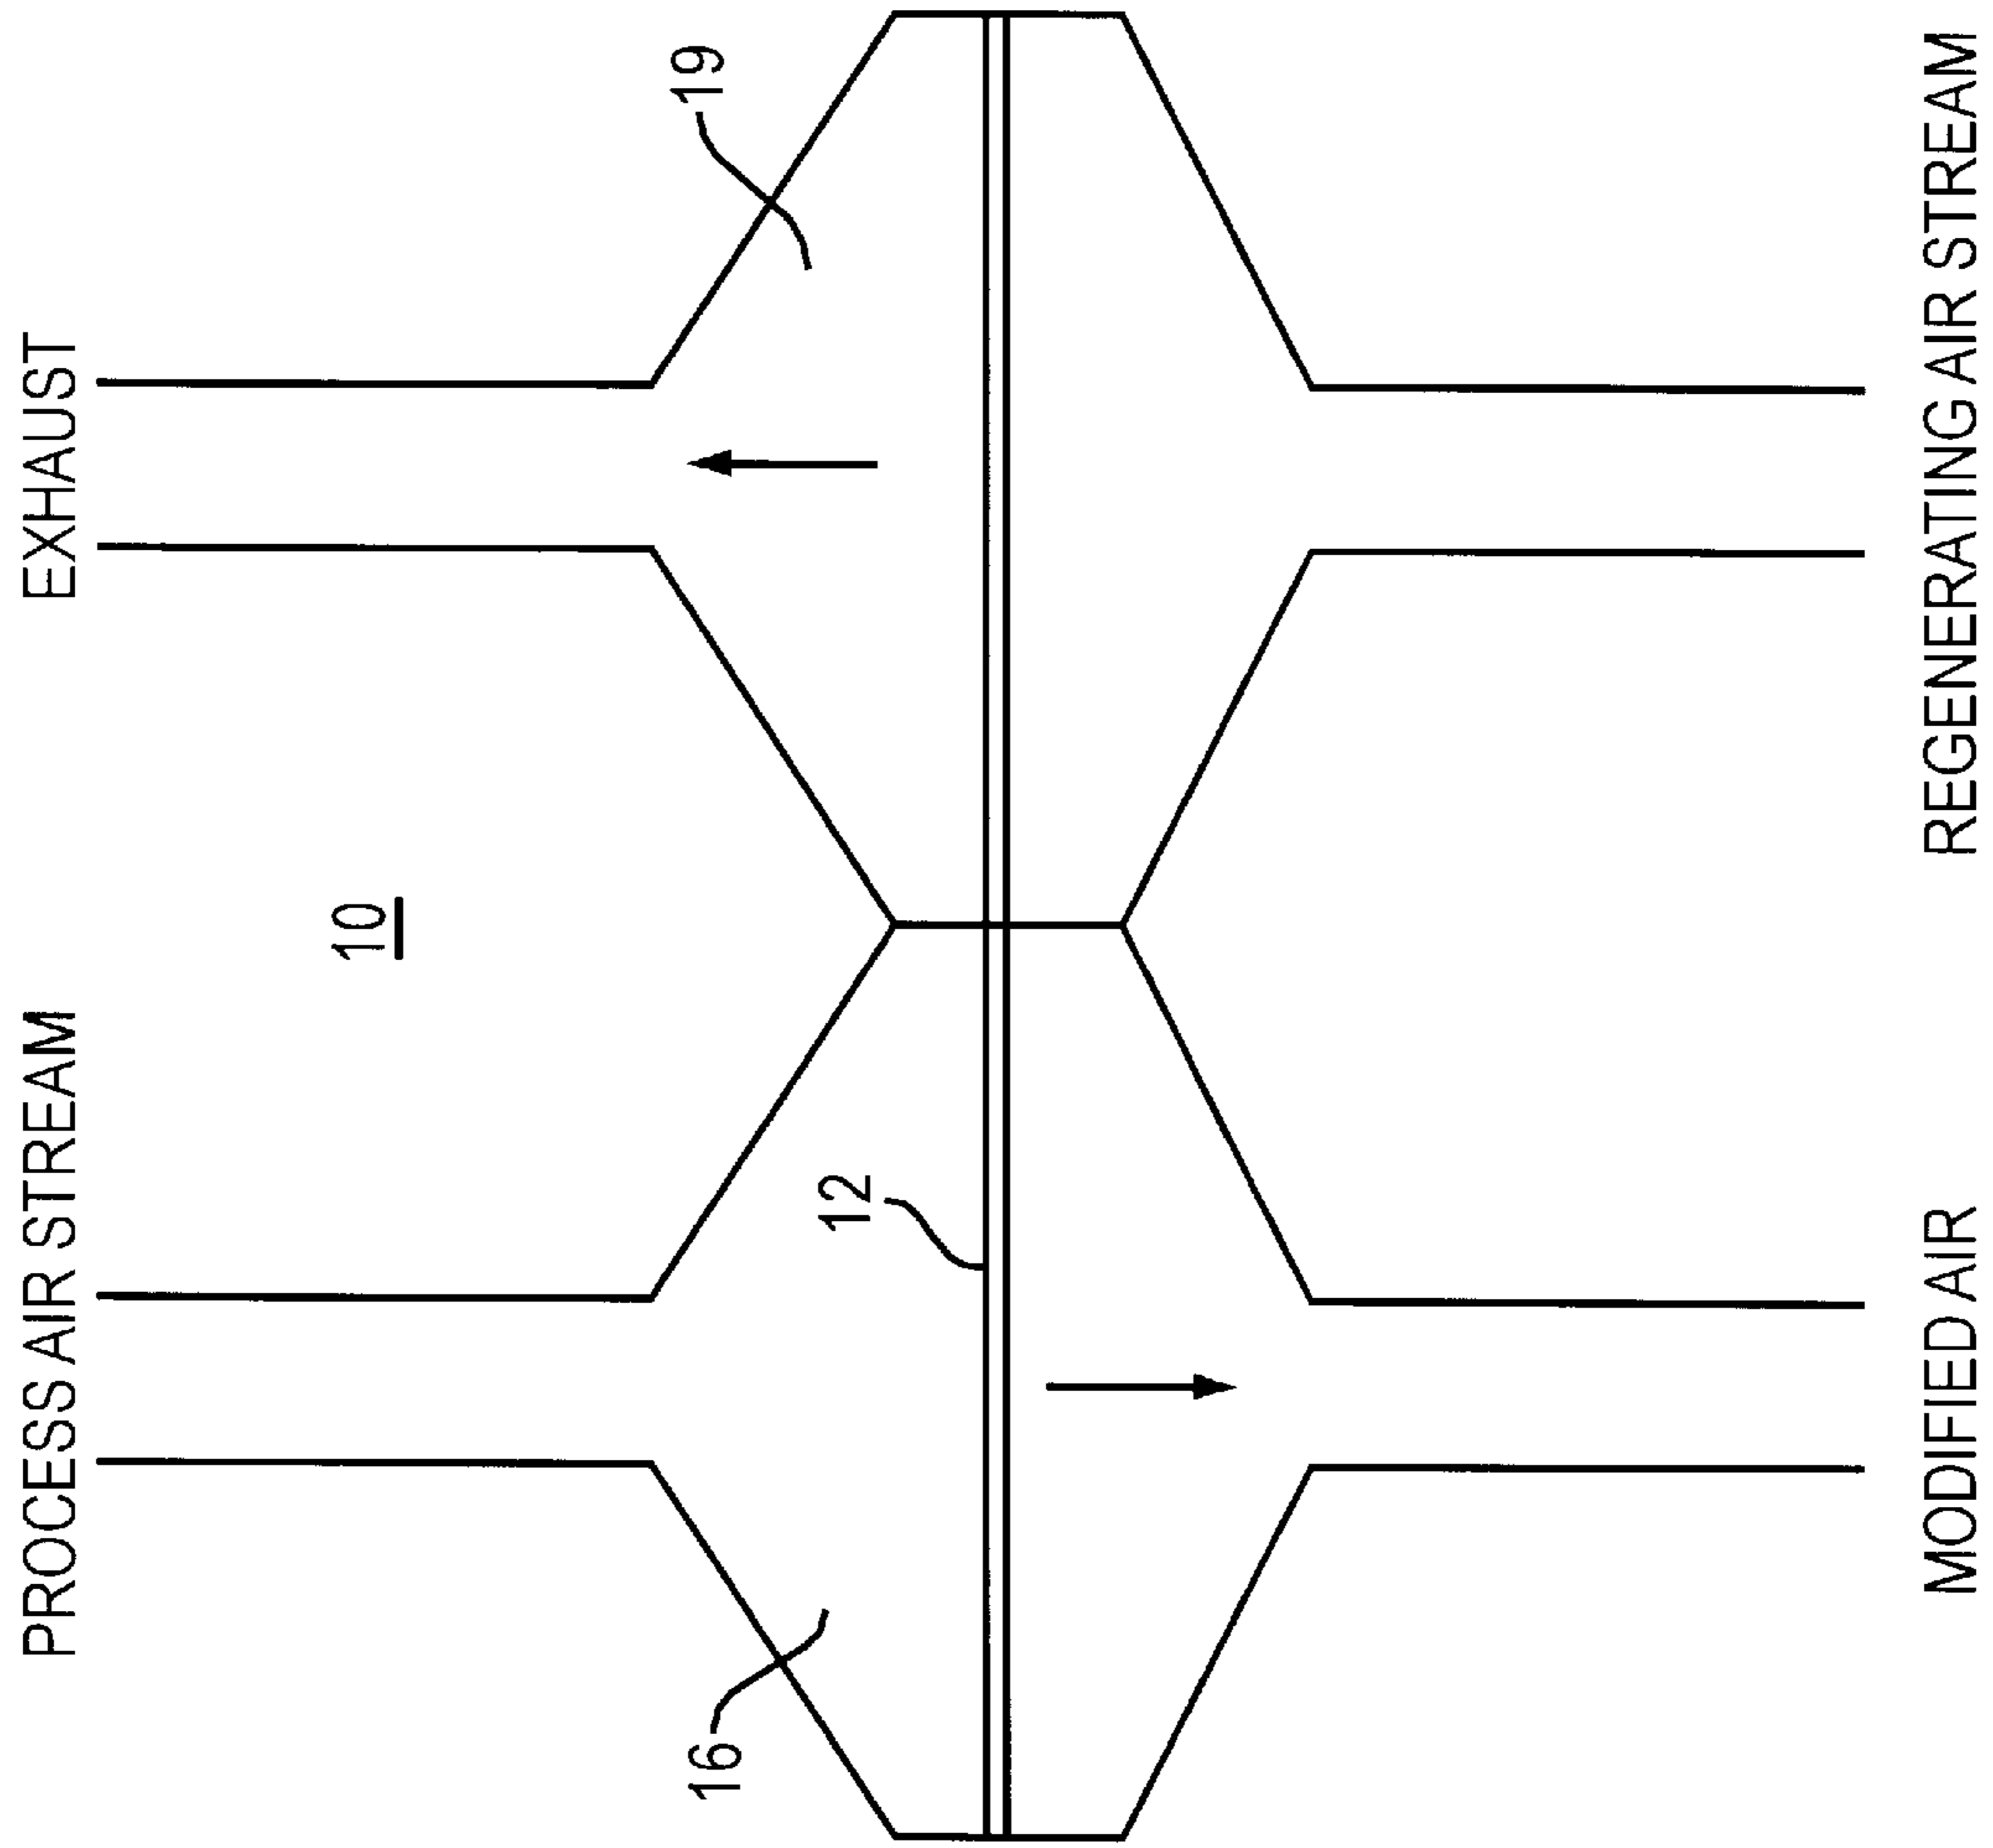 PROCESS AIR STREAM
EXHAUST
10
16
12
19
MODIFIED AIR
REGENERATING AIR STREAM